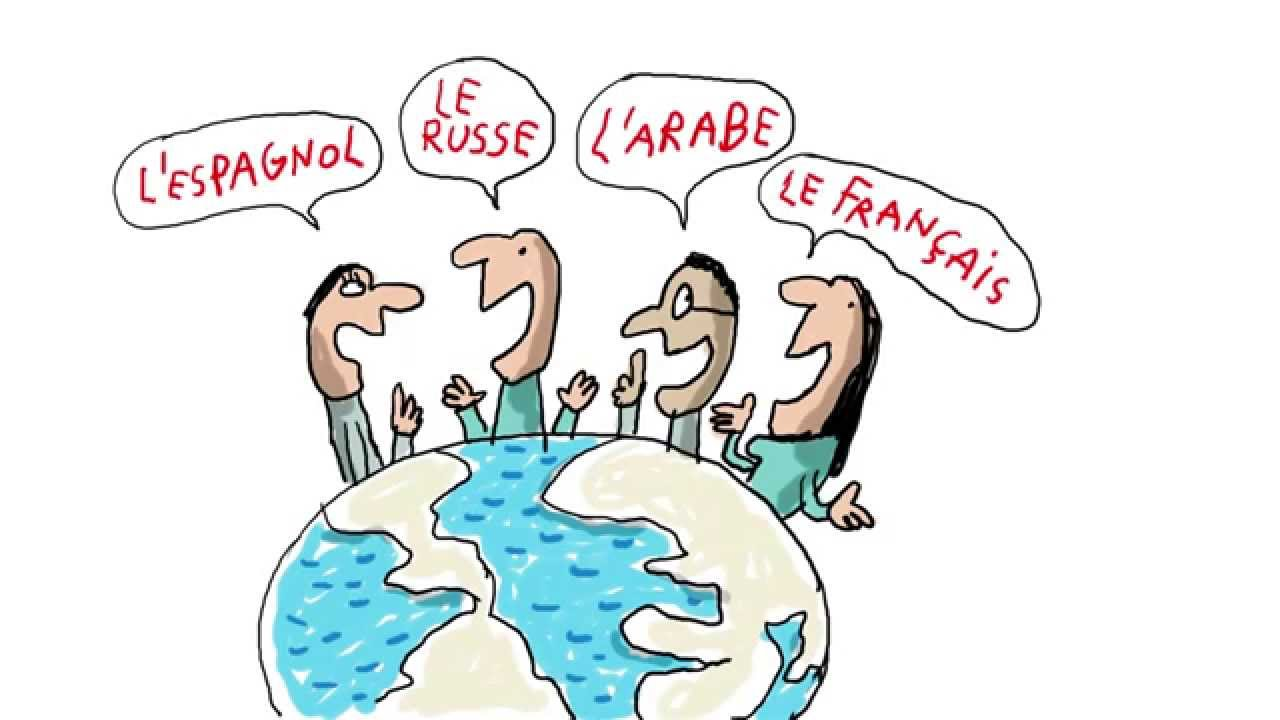 L'ESPAGNOL
LE
RUSSE
L'ARABE
LE FRANÇAiS